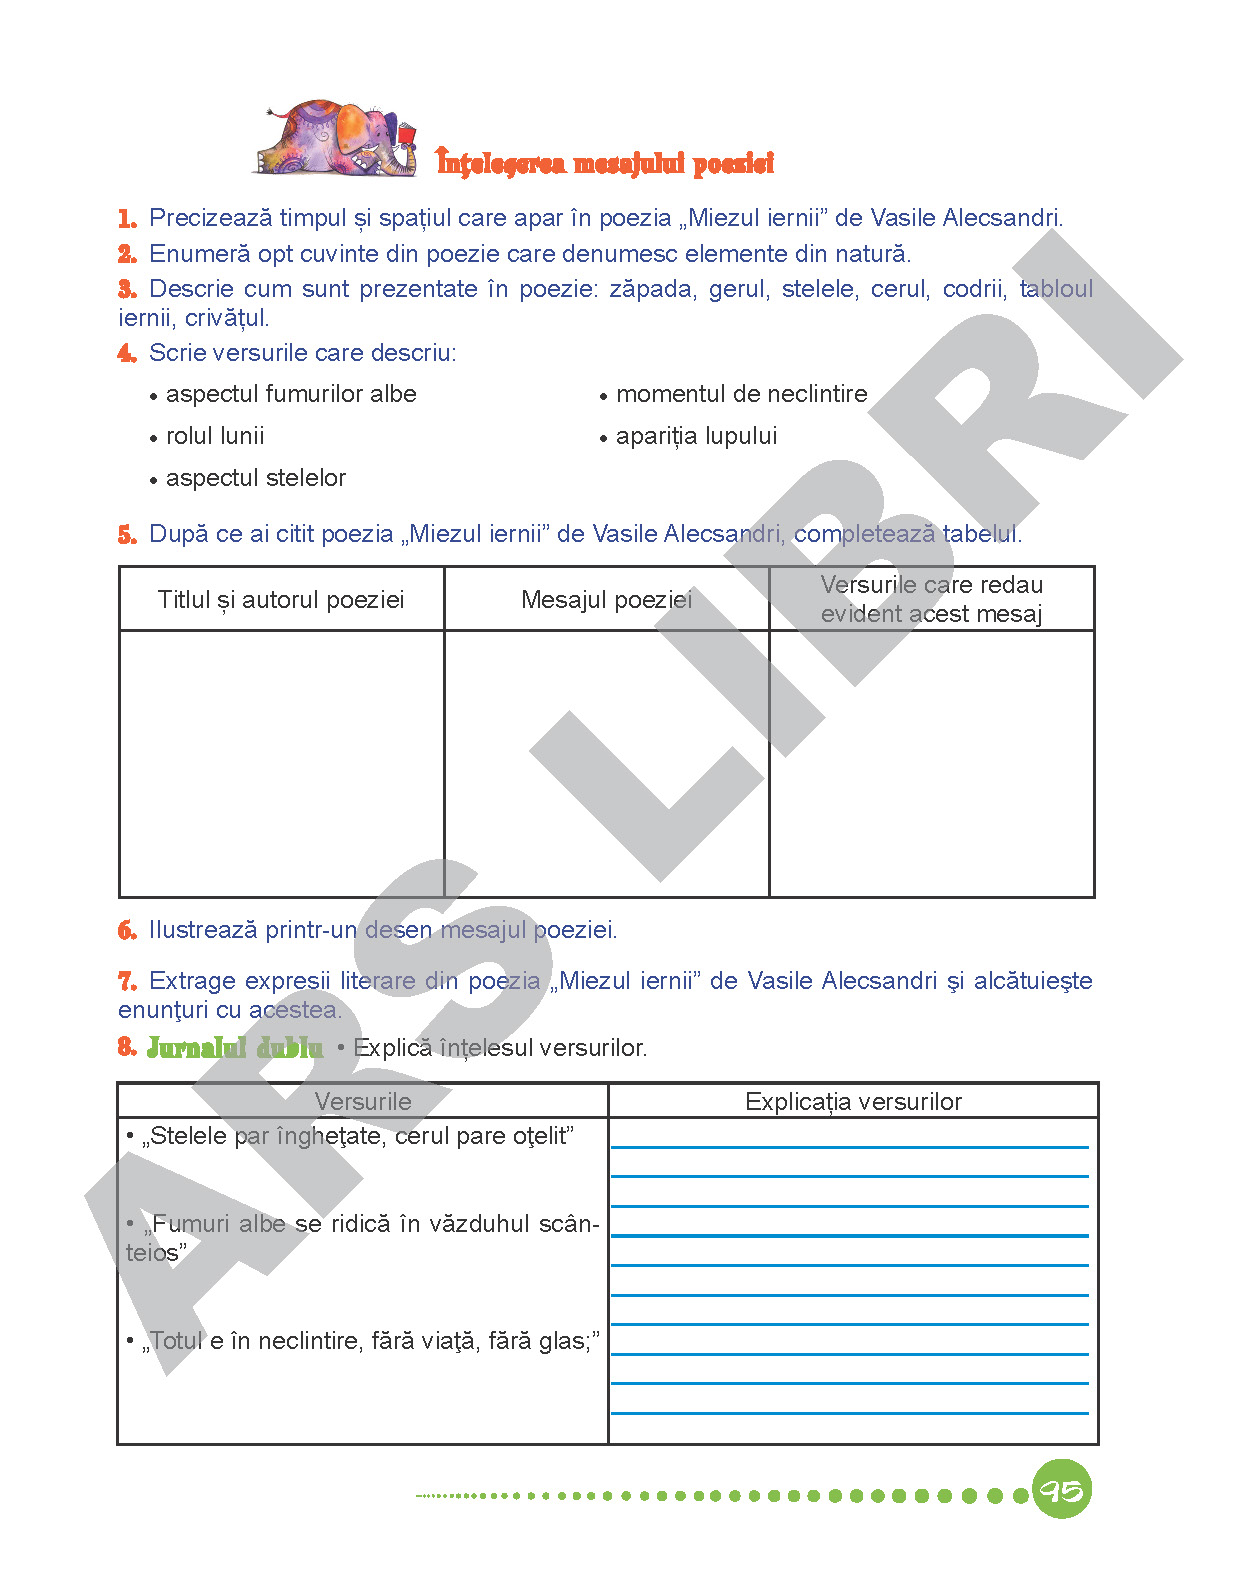 Înţelegerea mesajului poeziei
1. Precizează timpul și spațiul care apar în poezia „Miezul iernii” de Vasile Alecsandri.
2. Enumeră opt cuvinte din poezie care denumesc elemente din natură.
3. Descrie cum sunt prezentate în poezie: zăpada, gerul, stelele, cerul, codrii, tabloul
iernii, crivățul.
4. Scrie versurile care descriu:
• aspectul fumurilor albe
• rolul lunii
• aspectul stelelor
• momentul de neclintire
• apariția lupului
5. După ce ai citit poezia „Miezul iernii” de Vasile Alecsandri, completează tabelul.
Titlul și autorul poeziei
Mesajul poeziei
Versurile care redau
evident acest mesaj
6. Ilustrează printr-un desen mesajul poeziei.
7. Extrage expresii literare din poezia „Miezul iernii” de Vasile Alecsandri şi alcătuieşte
enunţuri cu acestea.
8. Jurnalul dublu • Explică înțelesul versurilor.
Versurile
Explicația versurilor
• „Stelele par îngheţate, cerul pare oţelit”
• „Fumuri albe se ridică în văzduhul scân-
teios”
• „Totul e în neclintire, fără viaţă, fără glas;”
95
ARS LIBRI